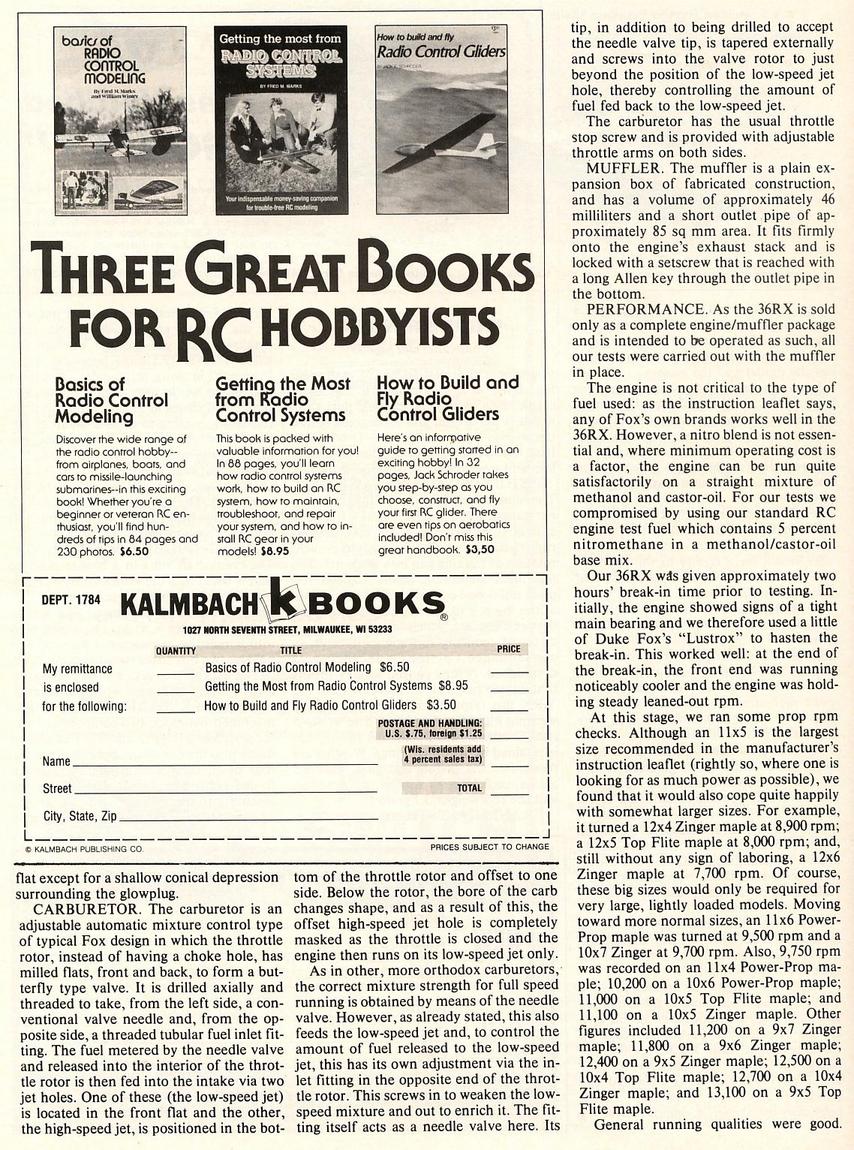 basics of
RADIO
CONTROL
MODELING
By Fred M. Marks
and William Winter
Getting the most from
RADIO CONTROL
SYSTEMS
BY FRED M. MARKS
Your indispensable money-saving companion
for trouble-free RC modeling
How to build and fly
Radio Control Gliders
BY JACK SCHRODER
THREE GREAT BOOKS
FOR RC HOBBYISTS
Basics of
Radio Control
Modeling
Discover the wide range of
the radio control hobby--
from airplanes, boats, and
cars to missile-launching
submarines--in this exciting
book! Whether you're a
beginner or veteran RC en-
thusiast, you'll find hun-
dreds of tips in 84 pages and
230 photos. $6.50
Getting the Most
from Radio
Control Systems
This book is packed with
valuable information for you!
In 88 pages, you'll learn
how radio control systems
work, how to build an RC
system, how to maintain,
troubleshoot, and repair
your system, and how to in-
stall RC gear in your
models! $8.95
How to Build and
Fly Radio
Control Gliders
Here's an informative
guide to getting started in an
exciting hobby! In 32
pages, Jack Schroder takes
you step-by-step as you
choose, construct, and fly
your first RC glider. There
are even tips on aerobatics
included! Don't miss this
great handbook. $3,50
DEPT. 1784 KALMBACH k BOOKS®
1027 NORTH SEVENTH STREET, MILWAUKEE, WI 53233
QUANTITY TITLE PRICE
My remittance Basics of Radio Control Modeling $6.50
is enclosed Getting the Most from Radio Control Systems $8.95
for the following: How to Build and Fly Radio Control Gliders $3.50
POSTAGE AND HANDLING:
U.S. $.75, foreign $1.25
(Wis. residents add
4 percent sales tax)
Name
Street TOTAL
City, State, Zip
© KALMBACH PUBLISHING CO. PRICES SUBJECT TO CHANGE
flat except for a shallow conical depression
surrounding the glowplug.
CARBURETOR. The carburetor is an
adjustable automatic mixture control type
of typical Fox design in which the throttle
rotor, instead of having a choke hole, has
milled flats, front and back, to form a but-
terfly type valve. It is drilled axially and
threaded to take, from the left side, a con-
ventional valve needle and, from the op-
posite side, a threaded tubular fuel inlet fit-
ting. The fuel metered by the needle valve
and released into the interior of the throt-
tle rotor is then fed into the intake via two
jet holes. One of these (the low-speed jet)
is located in the front flat and the other,
the high-speed jet, is positioned in the bot-
tom of the throttle rotor and offset to one
side. Below the rotor, the bore of the carb
changes shape, and as a result of this, the
offset high-speed jet hole is completely
masked as the throttle is closed and the
engine then runs on its low-speed jet only.
As in other, more orthodox carburetors,
the correct mixture strength for full speed
running is obtained by means of the needle
valve. However, as already stated, this also
feeds the low-speed jet and, to control the
amount of fuel released to the low-speed
jet, this has its own adjustment via the in-
let fitting in the opposite end of the throt-
tle rotor. This screws in to weaken the low-
speed mixture and out to enrich it. The fit-
ting itself acts as a needle valve here. Its
tip, in addition to being drilled to accept
the needle valve tip, is tapered externally
and screws into the valve rotor to just
beyond the position of the low-speed jet
hole, thereby controlling the amount of
fuel fed back to the low-speed jet.
The carburetor has the usual throttle
stop screw and is provided with adjustable
throttle arms on both sides.
MUFFLER. The muffler is a plain ex-
pansion box of fabricated construction,
and has a volume of approximately 46
milliliters and a short outlet pipe of ap-
proximately 85 sq mm area. It fits firmly
onto the engine's exhaust stack and is
locked with a setscrew that is reached with
a long Allen key through the outlet pipe in
the bottom.
PERFORMANCE. As the 36RX is sold
only as a complete engine/muffler package
and is intended to be operated as such, all
our tests were carried out with the muffler
in place.
The engine is not critical to the type of
fuel used: as the instruction leaflet says,
any of Fox's own brands works well in the
36RX. However, a nitro blend is not essen-
tial and, where minimum operating cost is
a factor, the engine can be run quite
satisfactorily on a straight mixture of
methanol and castor-oil. For our tests we
compromised by using our standard RC
engine test fuel which contains 5 percent
nitromethane in a methanol/castor-oil
base mix.
Our 36RX was given approximately two
hours' break-in time prior to testing. In-
itially, the engine showed signs of a tight
main bearing and we therefore used a little
of Duke Fox's “Lustrox” to hasten the
break-in. This worked well: at the end of
the break-in, the front end was running
noticeably cooler and the engine was hold-
ing steady leaned-out rpm.
At this stage, we ran some prop rpm
checks. Although an 11x5 is the largest
size recommended in the manufacturer's
instruction leaflet (rightly so, where one is
looking for as much power as possible), we
found that it would also cope quite happily
with somewhat larger sizes. For example,
it turned a 12x4 Zinger maple at 8,900 rpm;
a 12x5 Top Flite maple at 8,000 rpm; and,
still without any sign of laboring, a 12x6
Zinger maple at 7,700 rpm. Of course,
these big sizes would only be required for
very large, lightly loaded models. Moving
toward more normal sizes, an 11x6 Power-
Prop maple was turned at 9,500 rpm and a
10x7 Zinger at 9,700 rpm. Also, 9,750 rpm
was recorded on an 11x4 Power-Prop ma-
ple; 10,200 on a 10x6 Power-Prop maple;
11,000 on a 10x5 Top Flite maple; and
11,100 on a 10x5 Zinger maple. Other
figures included 11,200 on a 9x7 Zinger
maple; 11,800 on a 9x6 Zinger maple;
12,400 on a 9x5 Zinger maple; 12,500 on a
10x4 Top Flite maple; 12,700 on a 10x4
Zinger maple; and 13,100 on a 9x5 Top
Flite maple.
General running qualities were good.